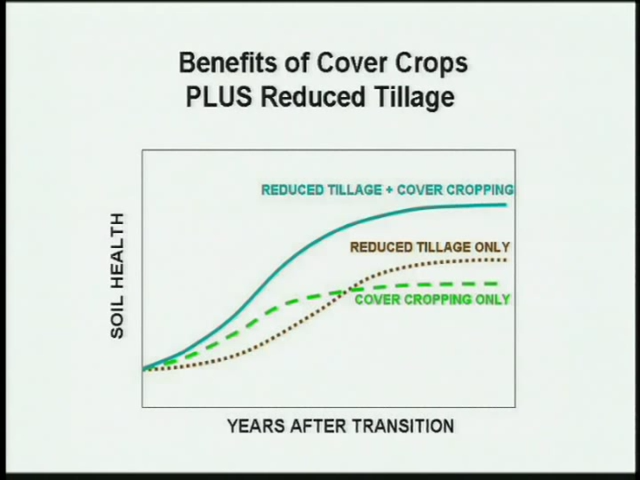 Benefits of Cover Crops
PLUS Reduced Tillage
REDUCED TILLAGE + COVER CROPPING
REDUCED TILLAGE ONLY
COVER CROPPING ONLY
SOIL HEALTH
YEARS AFTER TRANSITION